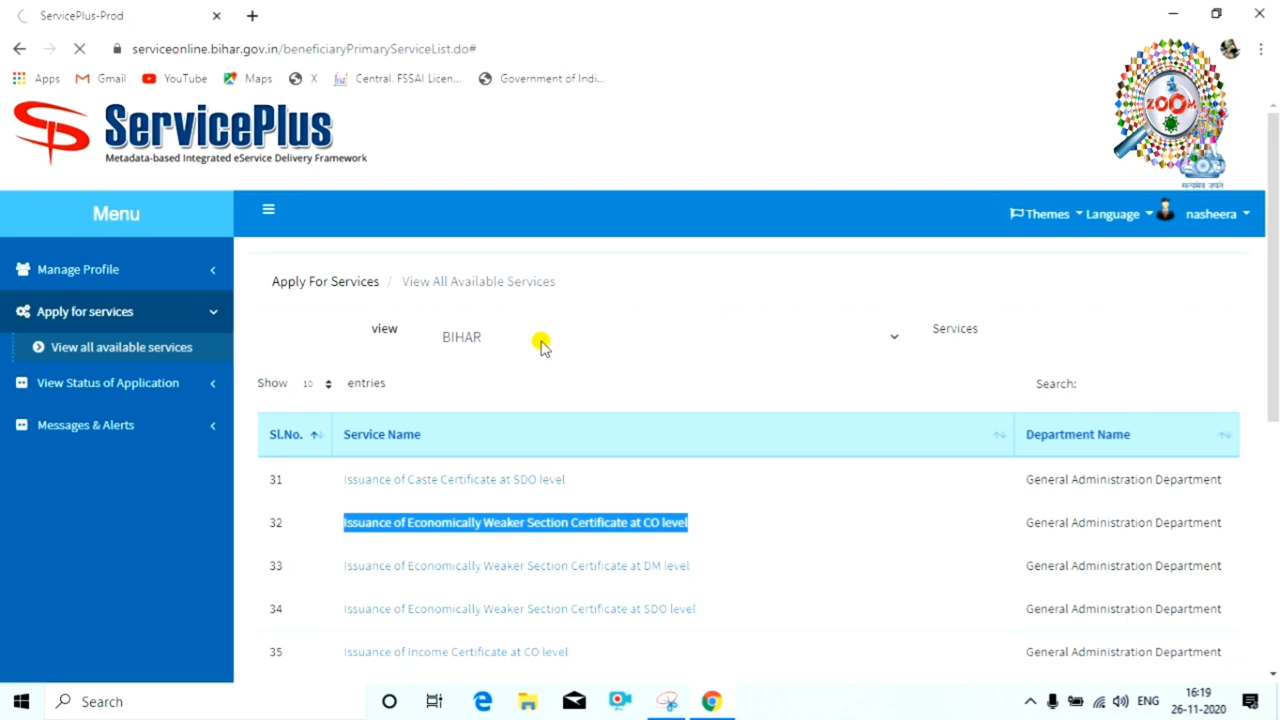 ServicePlus-Prod
serviceonline.bihar.gov.in/beneficiaryPrimaryServiceList.do#
Apps Gmail YouTube Maps X Central. FSSAI Licen... Government of Indi...
ServicePlus
Metadata-based Integrated eService Delivery Framework
ZOOM
सत्यमेव जयते
Menu
Themes Language nasheera
Manage Profile
Apply for services
View all available services
View Status of Application
Messages & Alerts
Apply For Services / View All Available Services
view BIHAR Services
Show 10 entries Search:
Sl.No. Service Name Department Name
31 Issuance of Caste Certificate at SDO level General Administration Department
32 Issuance of Economically Weaker Section Certificate at CO level General Administration Department
33 Issuance of Economically Weaker Section Certificate at DM level General Administration Department
34 Issuance of Economically Weaker Section Certificate at SDO level General Administration Department
35 Issuance of Income Certificate at CO level General Administration Department
Search ENG 16:19
26-11-2020